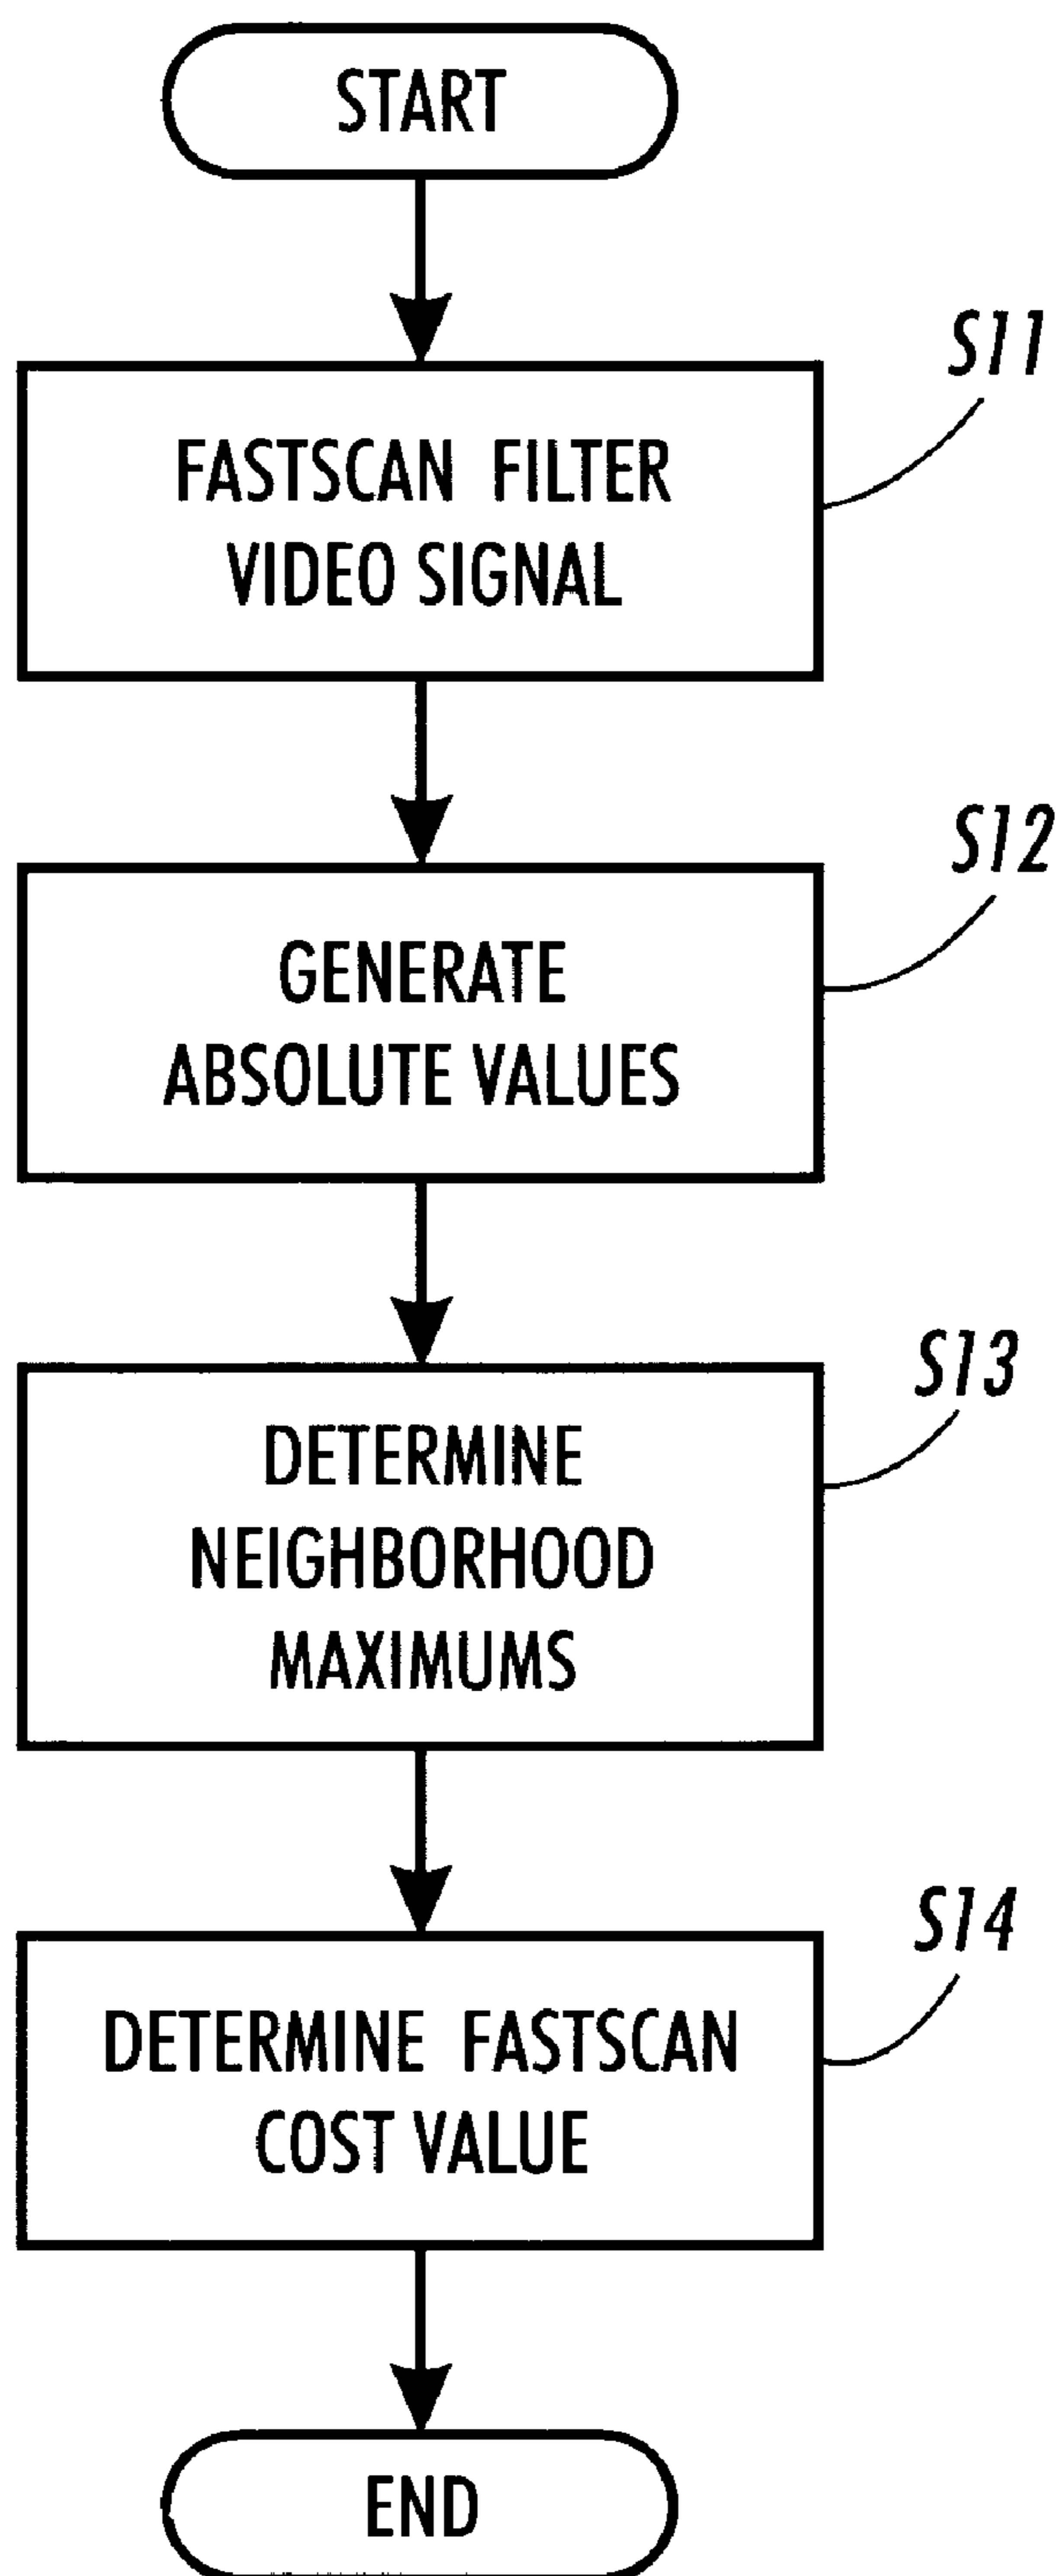 START
S11
FASTSCAN FILTER
VIDEO SIGNAL
S12
GENERATE
ABSOLUTE VALUES
S13
DETERMINE
NEIGHBORHOOD
MAXIMUMS
S14
DETERMINE FASTSCAN
COST VALUE
END